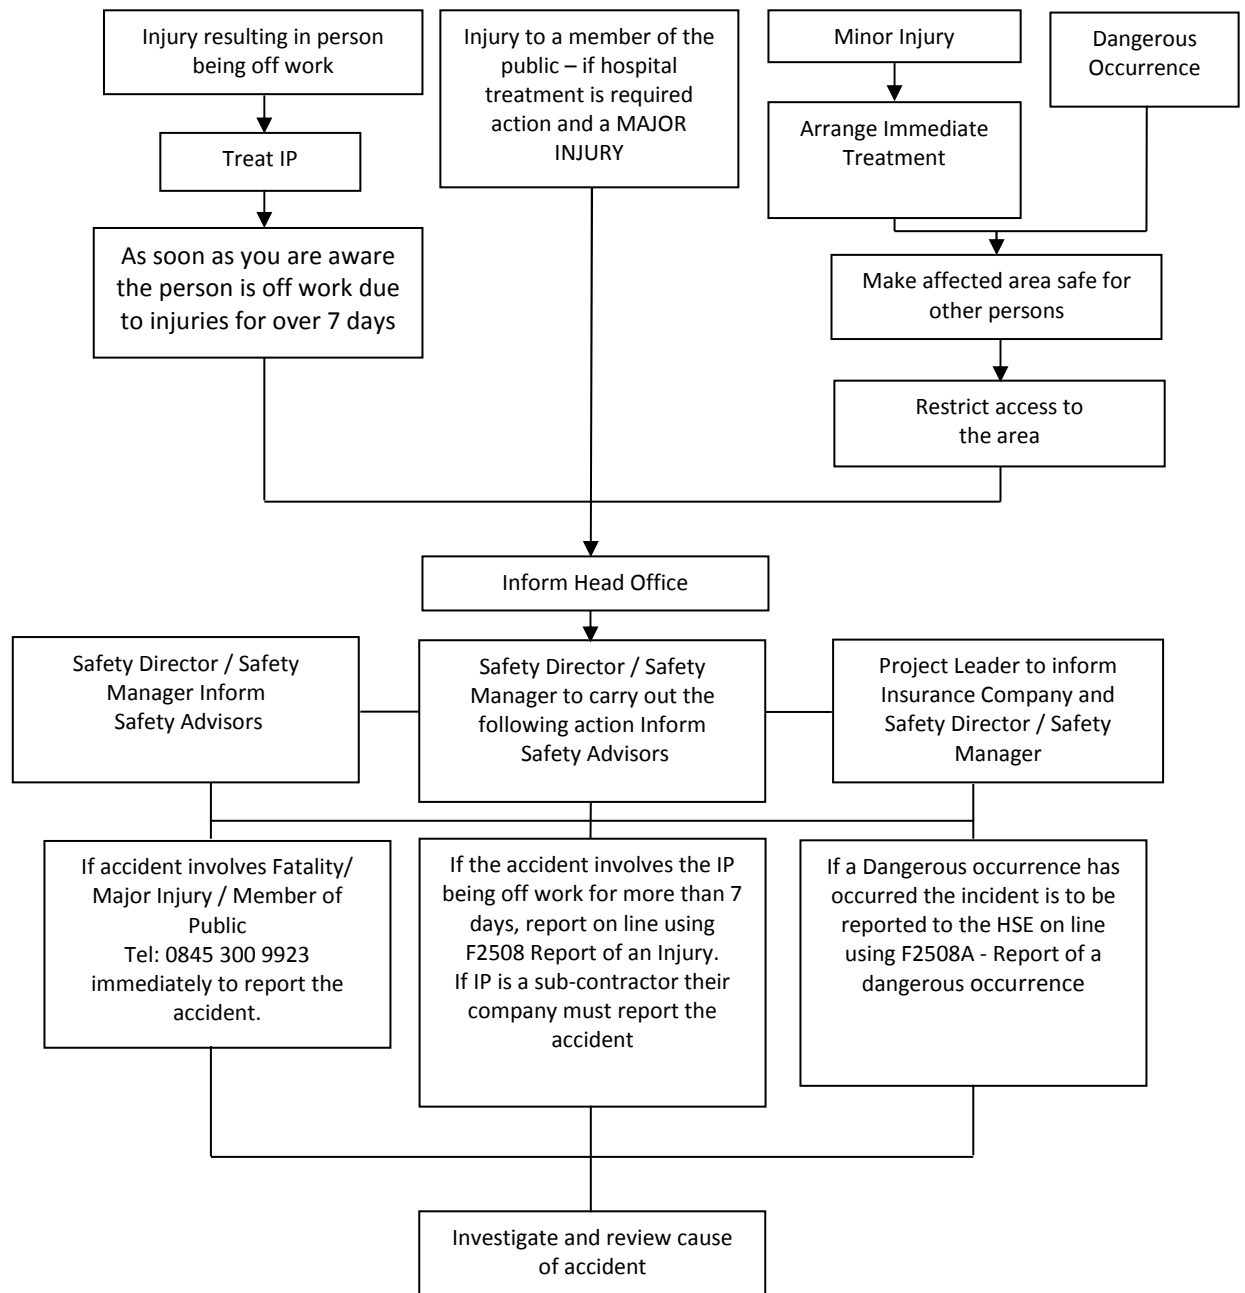 Injury resulting in person
being off work
Treat IP
As soon as you are aware
the person is off work due
to injuries for over 7 days
Injury to a member of the
public – if hospital
treatment is required
action and a MAJOR
INJURY
Minor Injury
Arrange Immediate
Treatment
Dangerous
Occurrence
Make affected area safe for
other persons
Restrict access to
the area
Inform Head Office
Safety Director / Safety
Manager Inform
Safety Advisors
Safety Director / Safety
Manager to carry out the
following action Inform
Safety Advisors
Project Leader to inform
Insurance Company and
Safety Director / Safety
Manager
If accident involves Fatality/
Major Injury / Member of
Public
Tel: 0845 300 9923
immediately to report the
accident.
If the accident involves the IP
being off work for more than 7
days, report on line using
F2508 Report of an Injury.
If IP is a sub-contractor their
company must report the
accident
If a Dangerous occurrence has
occurred the incident is to be
reported to the HSE on line
using F2508A - Report of a
dangerous occurrence
Investigate and review cause
of accident